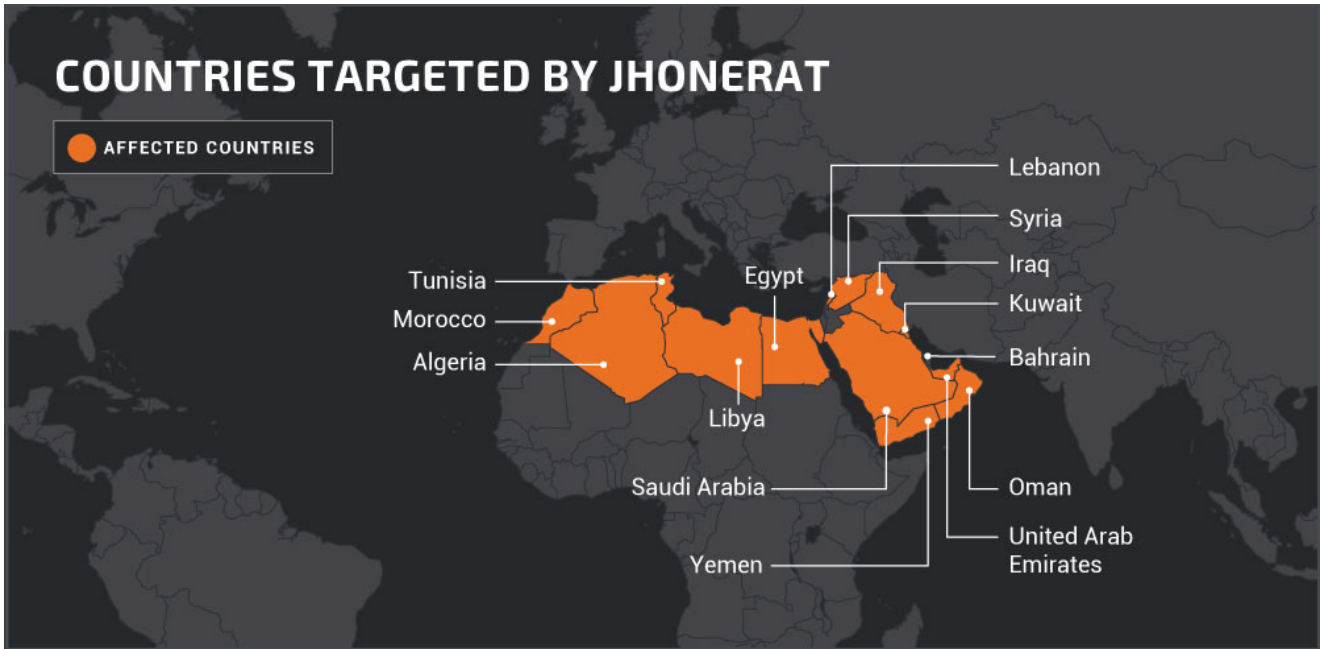 COUNTRIES TARGETED BY JHONERAT
AFFECTED COUNTRIES
Lebanon
Syria
Iraq
Kuwait
Bahrain
Tunisia
Morocco
Algeria
Egypt
Libya
Saudi Arabia
Yemen
Oman
United Arab
Emirates